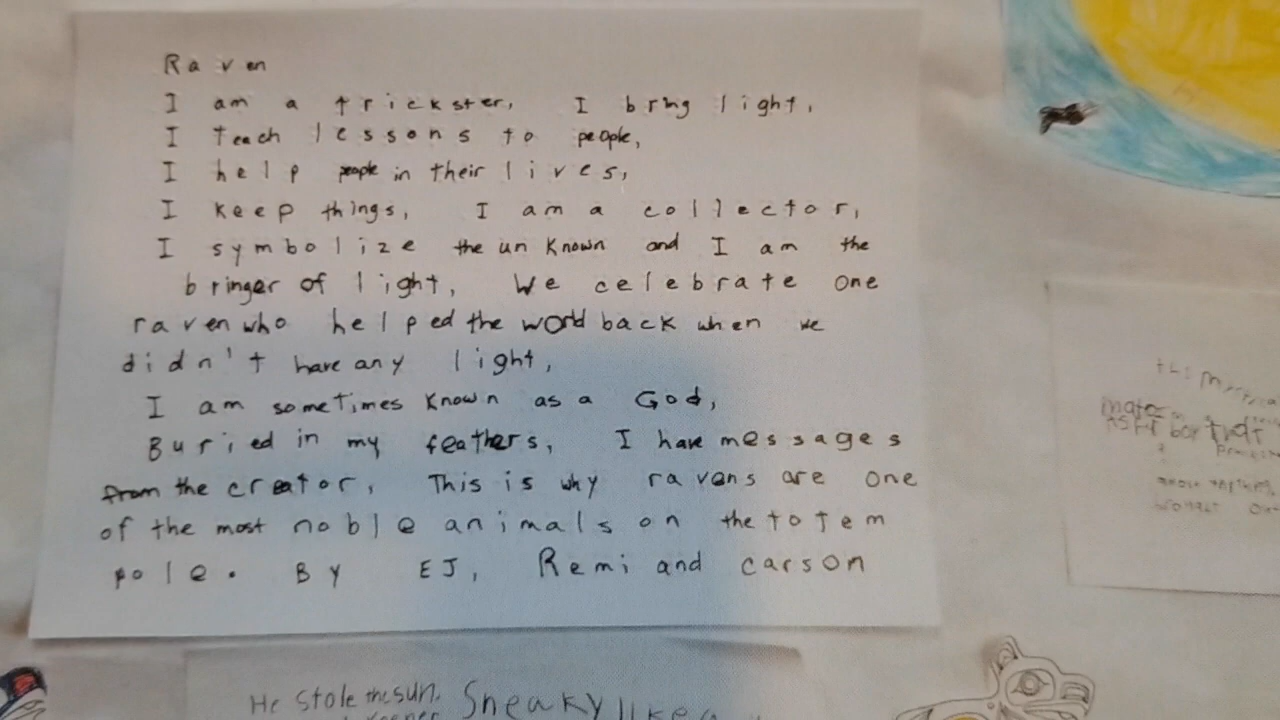 Raven
I am a trickster, I bring light,
I teach lessons to people,
I help people in their lives,
I keep things, I am a collector,
I symbolize the un known and I am the
bringer of light, We celebrate one
raven who helped the world back when we
didn't have any light,
I am sometimes known as a God,
Buried in my feathers, I have messages
from the creator, This is why ravens are one
of the most noble animals on the totem
pole. By EJ, Remi and carson
He stole the sun. Sneaky like a